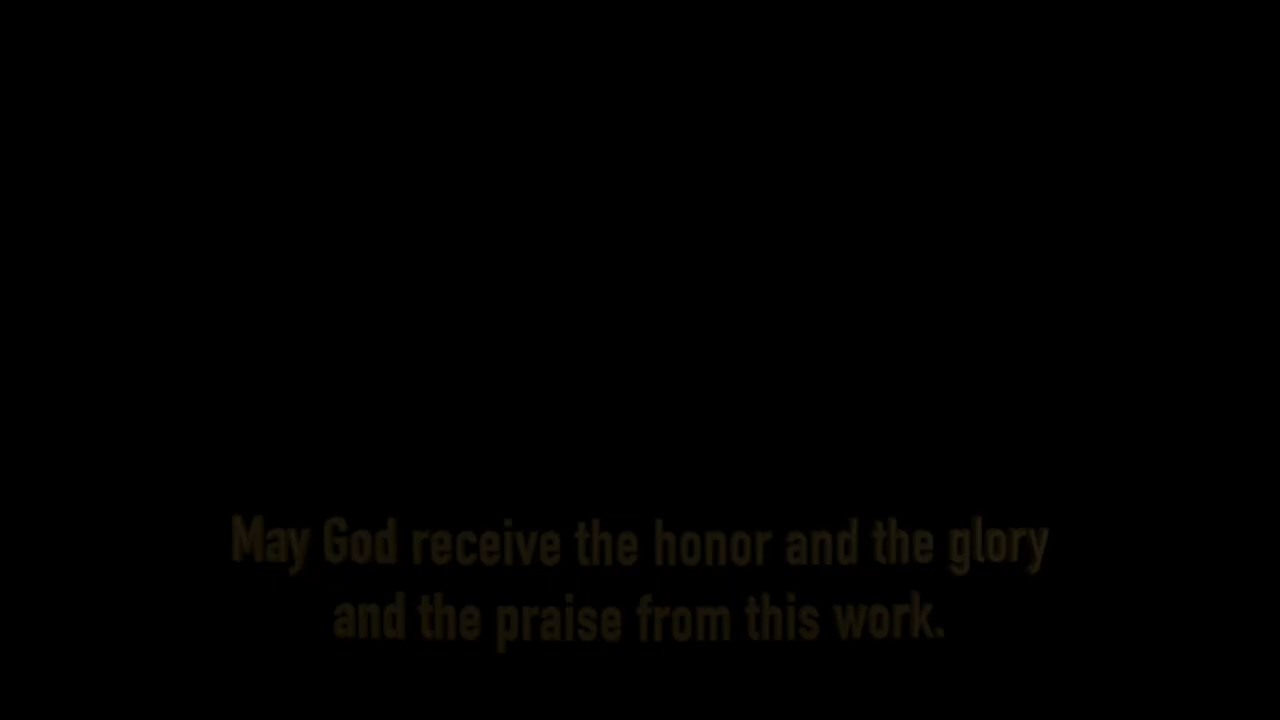 May God receive the honor and the glory
and the praise from this work.